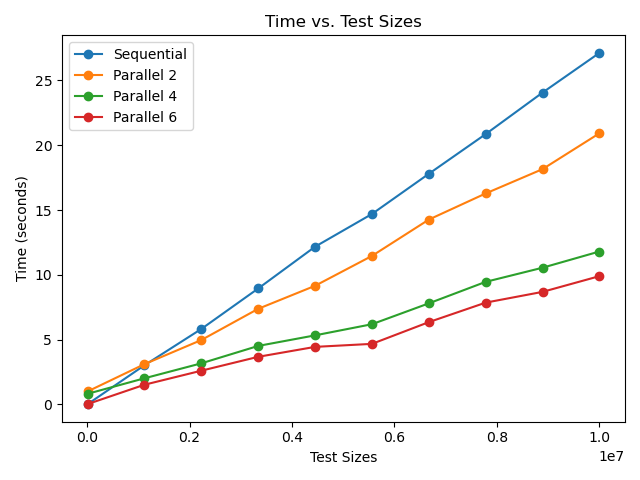 Time vs. Test Sizes
Sequential
Parallel 2
Parallel 4
Parallel 6
Time (seconds)
25
20
15
10
5
0
0.0 0.2 0.4 0.6 0.8 1.0
1e7
Test Sizes